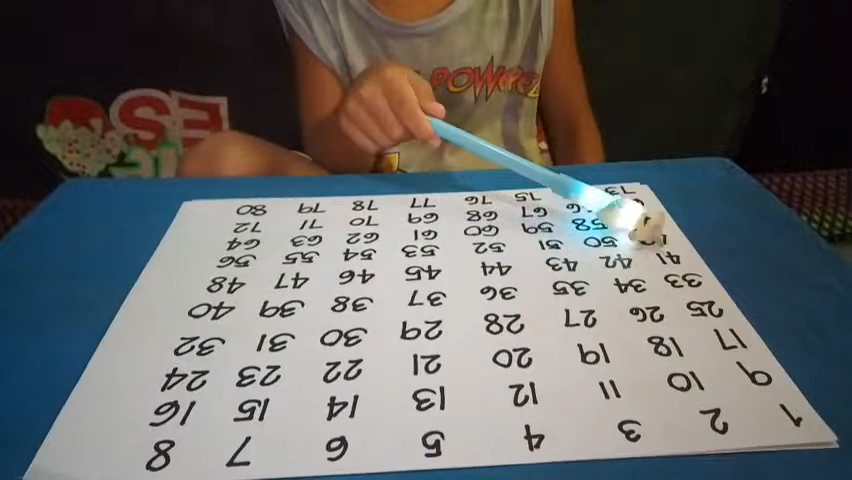 1 2 3 4 5 6 7 8
9 10 11 12 13 14 15 16
17 18 19 20 21 22 23 24
25 26 27 28 29 30 31 32
33 34 35 36 37 38 39 40
41 42 43 44 45 46 47 48
50 51 52 53 54 55 56
58 59 60 61 62 63 64
67 68 69 70 71 72
73 75 76 77 78 79 80